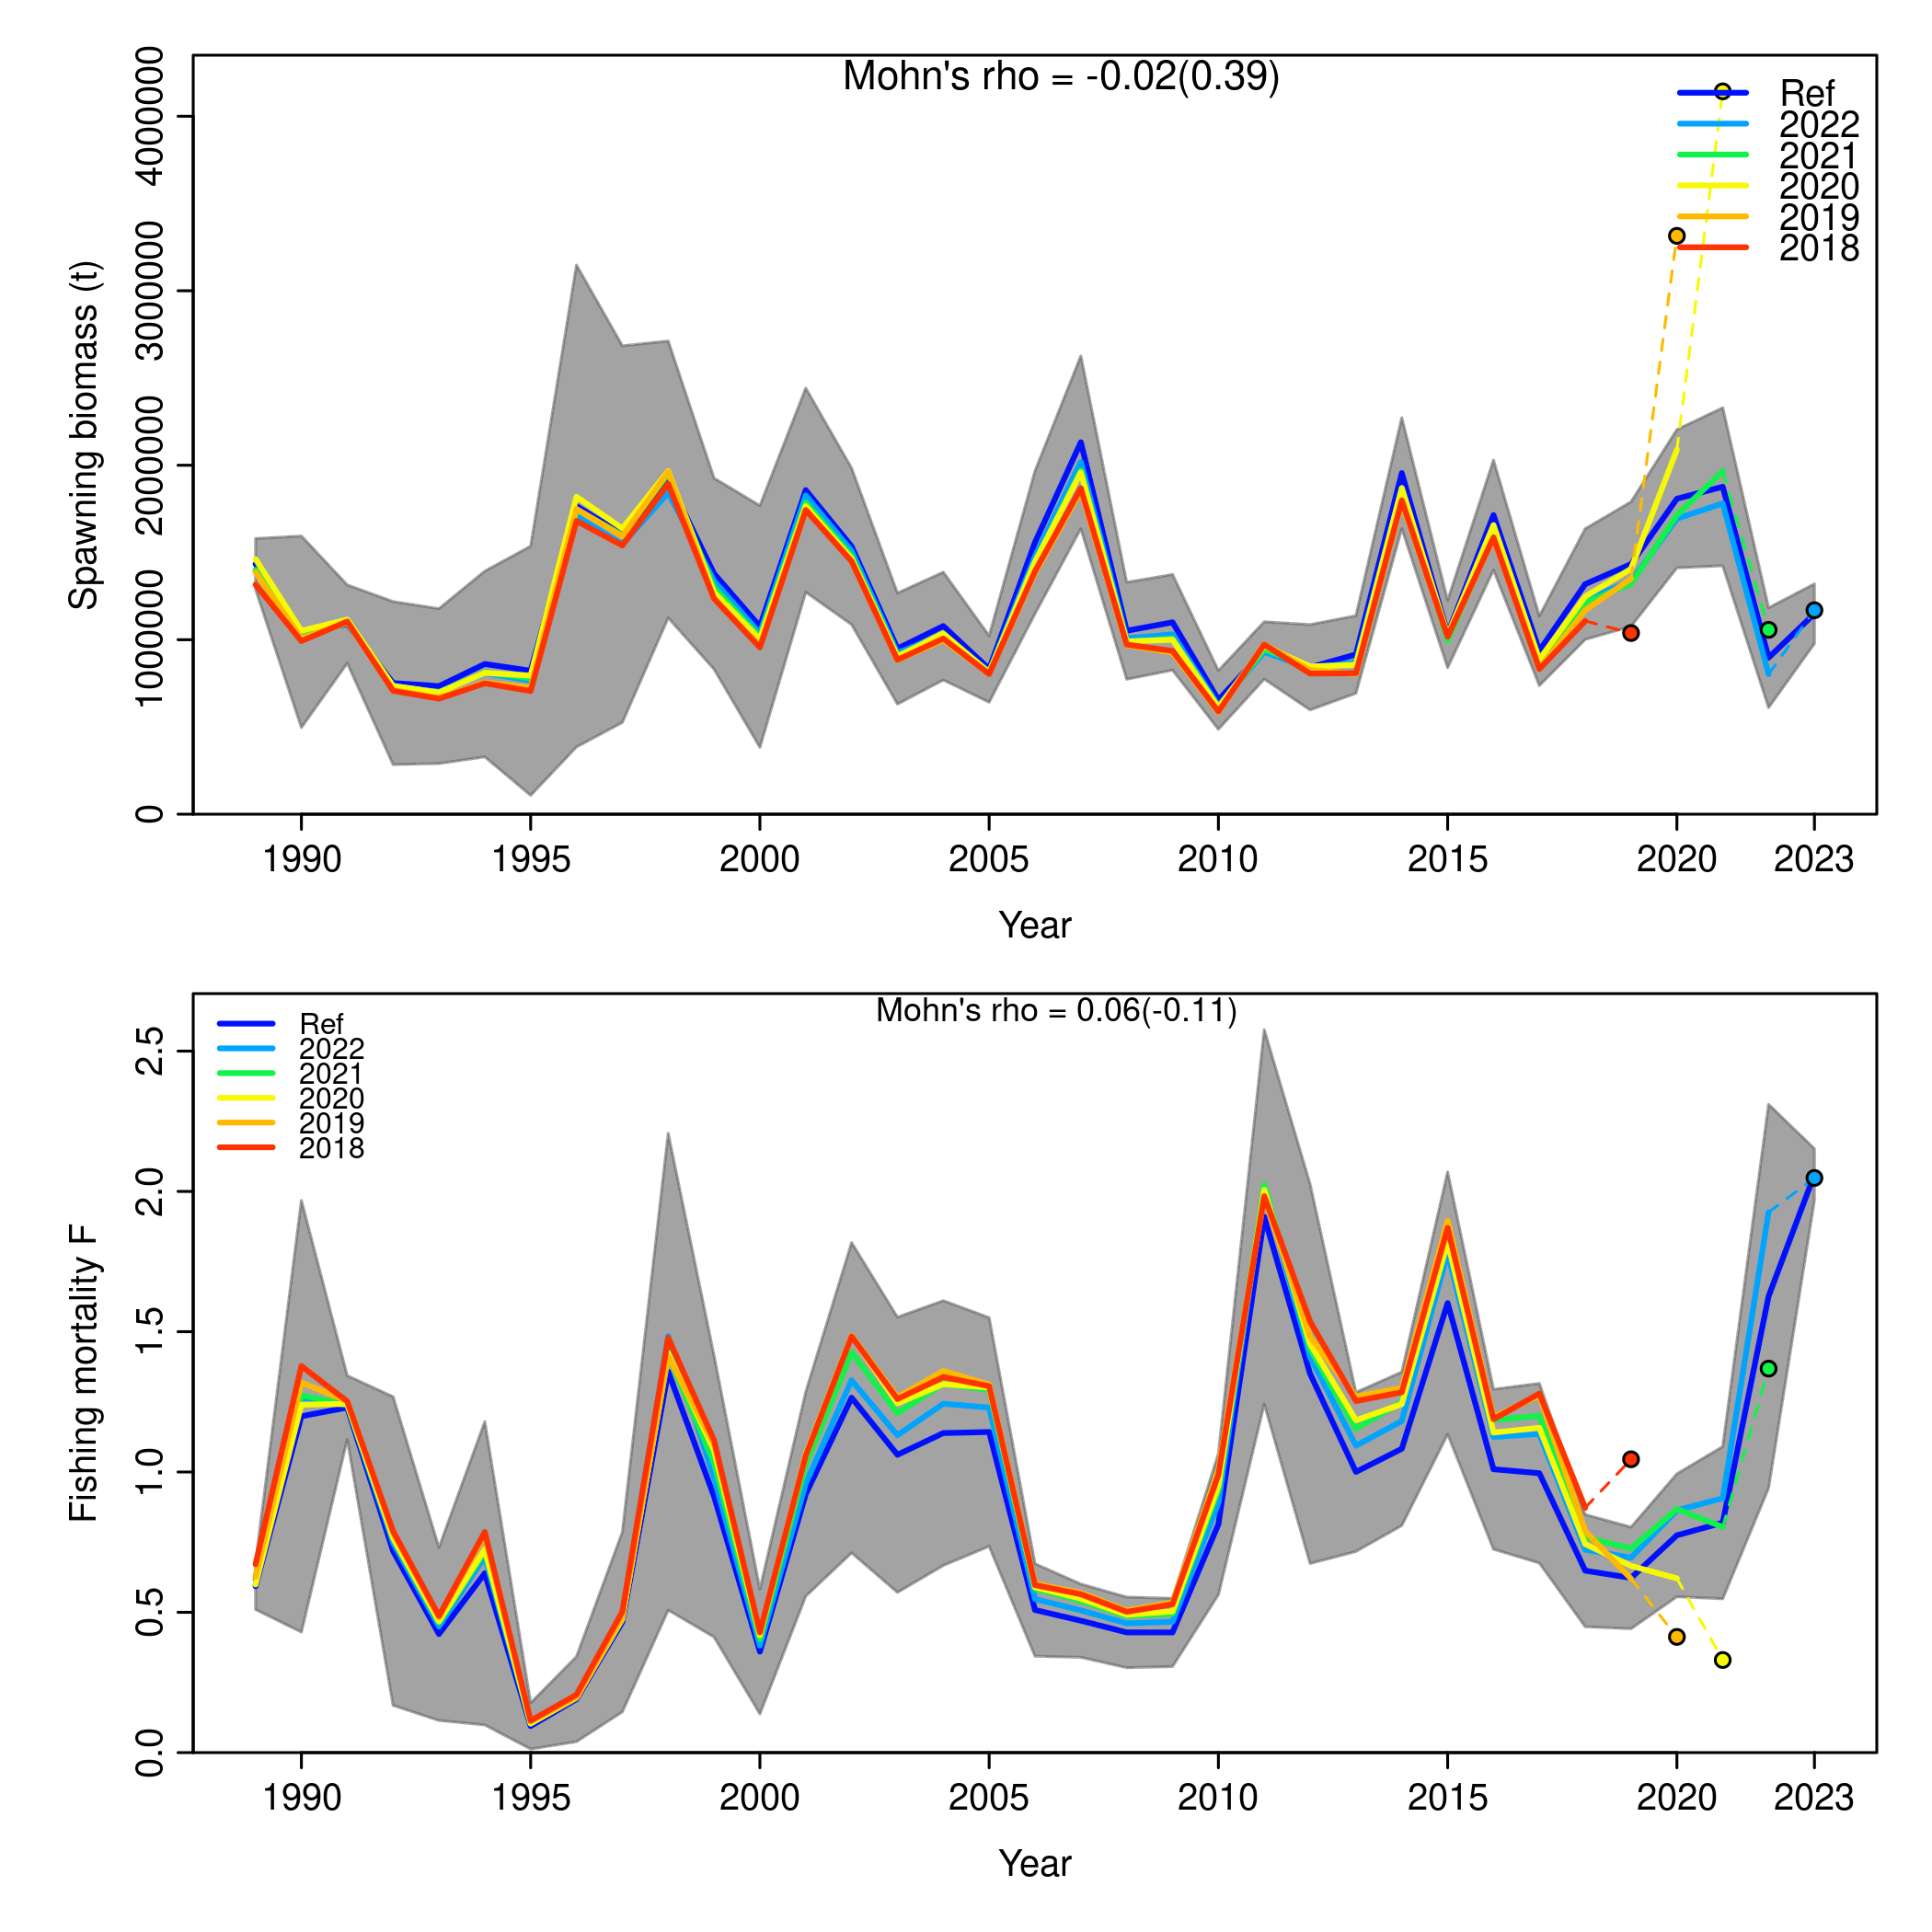 Mohn's rho = -0.02(0.39)
Ref
2022
2021
2020
2019
2018
Spawning biomass (t)
4000000
3000000
2000000
1000000
0
1990 1995 2000 2005 2010 2015 2020 2023
Year
Mohn's rho = 0.06(-0.11)
Ref
2022
2021
2020
2019
2018
Fishing mortality F
2.5
2.0
1.5
1.0
0.5
0.0
1990 1995 2000 2005 2010 2015 2020 2023
Year